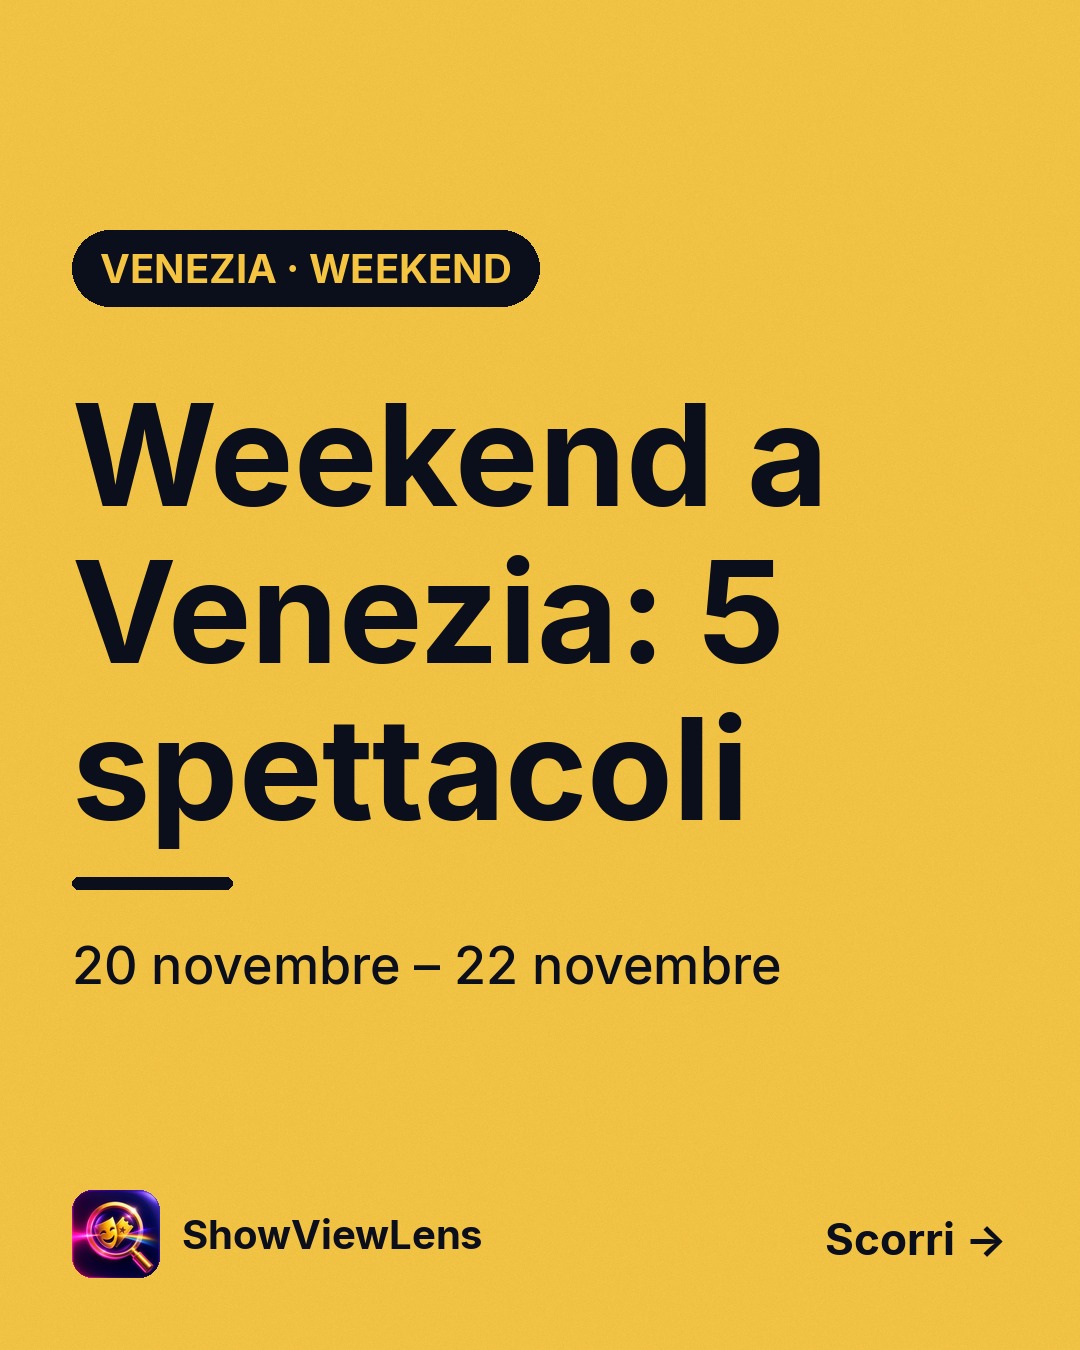 VENEZIA · WEEKEND
Weekend a
Venezia: 5
spettacoli
20 novembre – 22 novembre
ShowViewLens
Scorri →